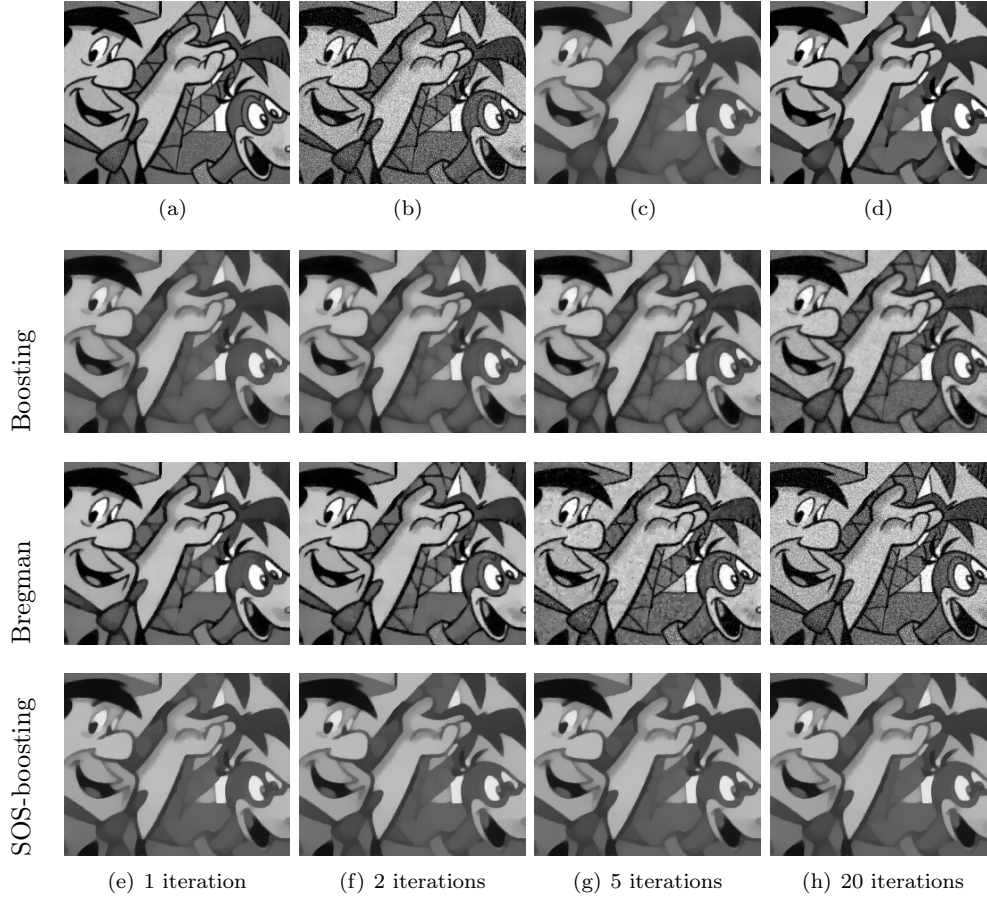 (a)
(b)
(c)
(d)
Boosting
Bregman
SOS-boosting
(e) 1 iteration
(f) 2 iterations
(g) 5 iterations
(h) 20 iterations